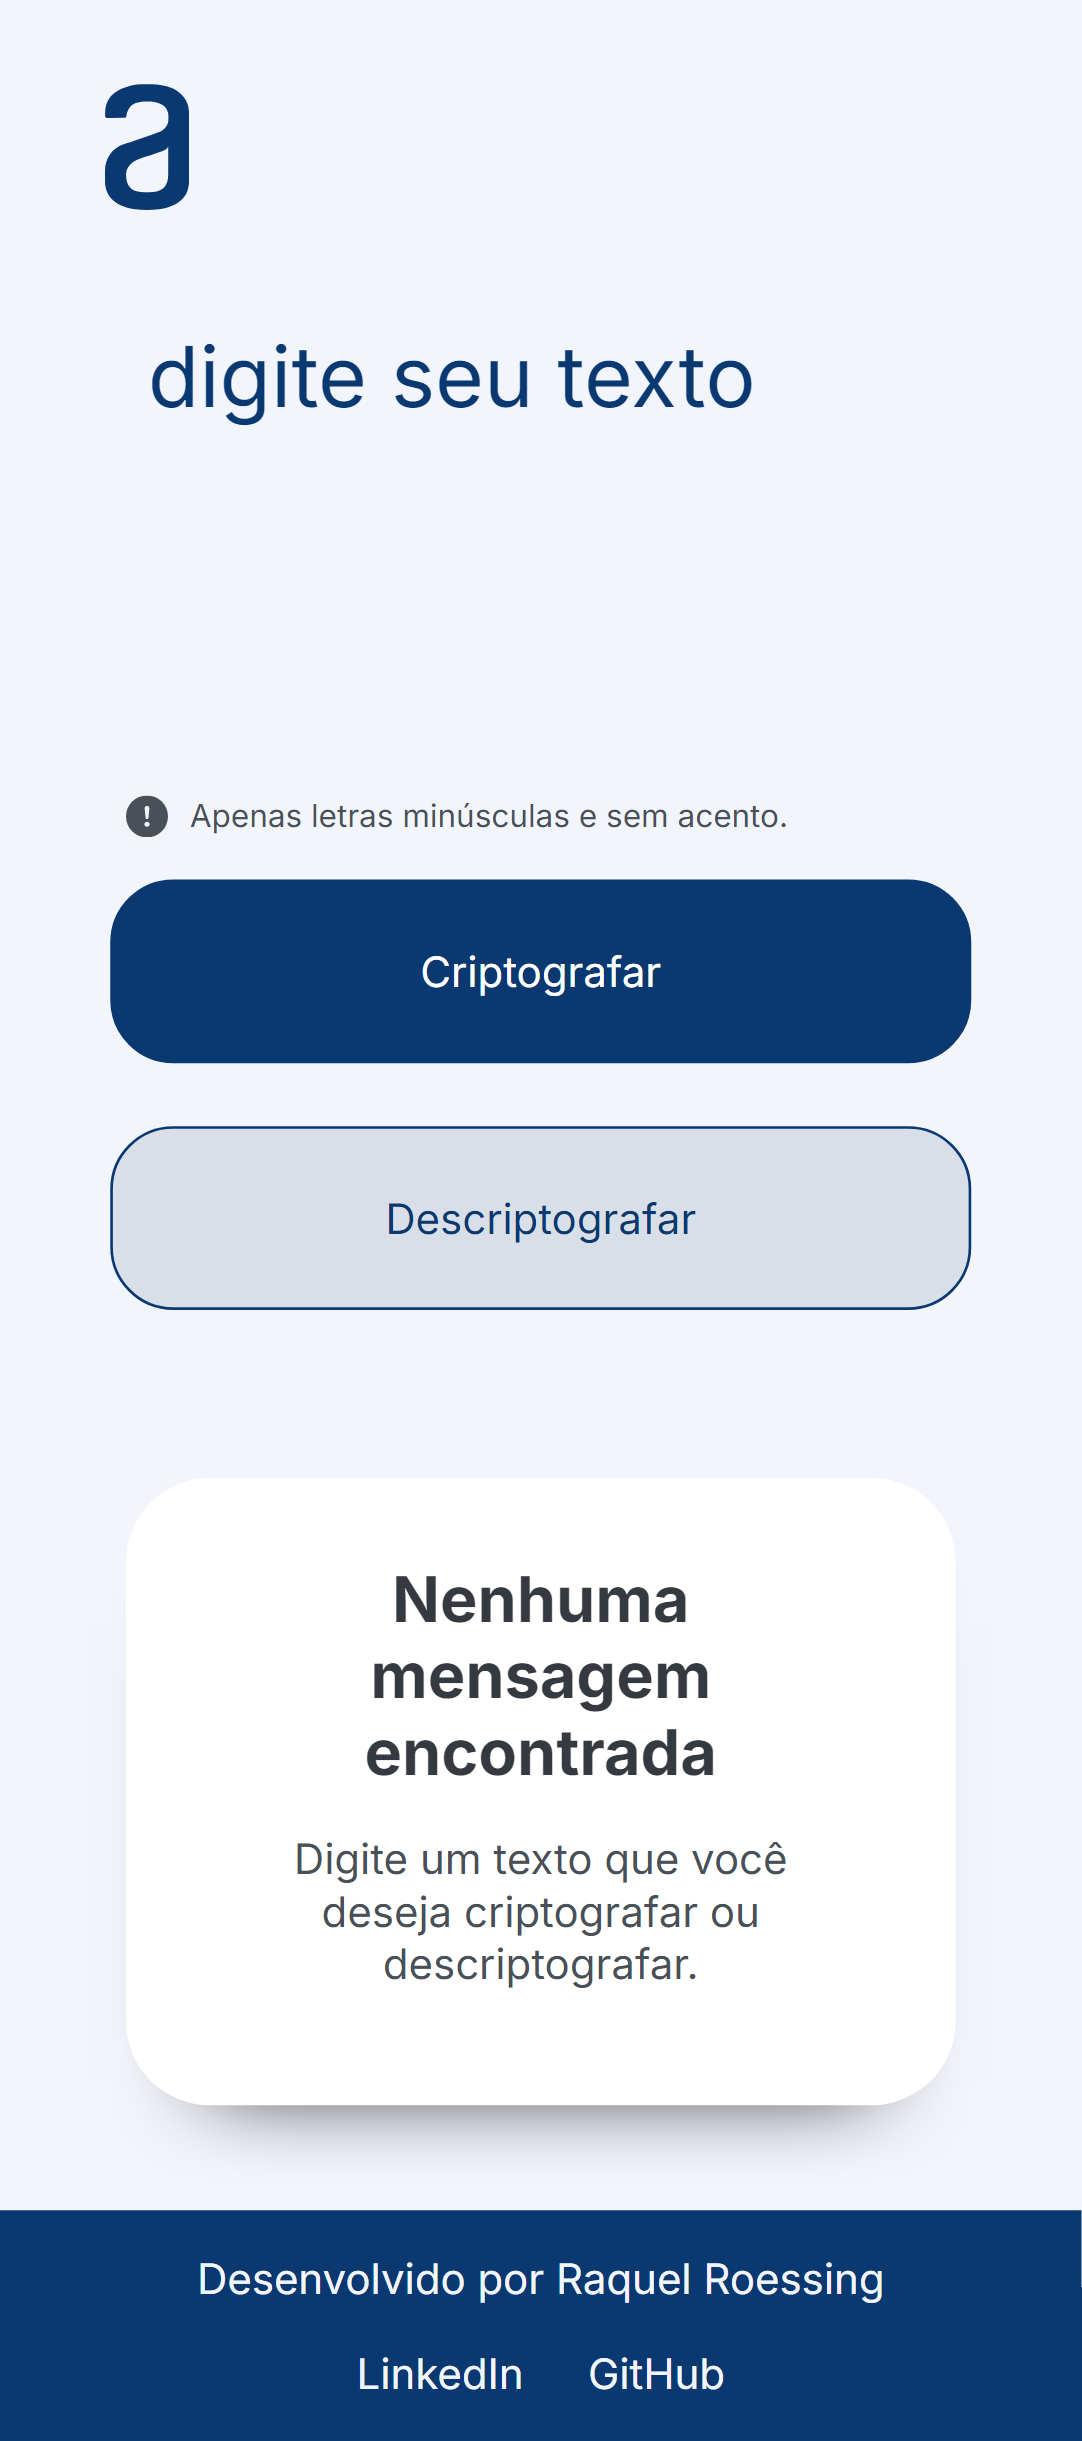 a
digite seu texto
Apenas letras minúsculas e sem acento.
Criptografar
Descriptografar
Nenhuma
mensagem
encontrada
Digite um texto que você
deseja criptografar ou
descriptografar.
Desenvolvido por Raquel Roessing
LinkedIn GitHub